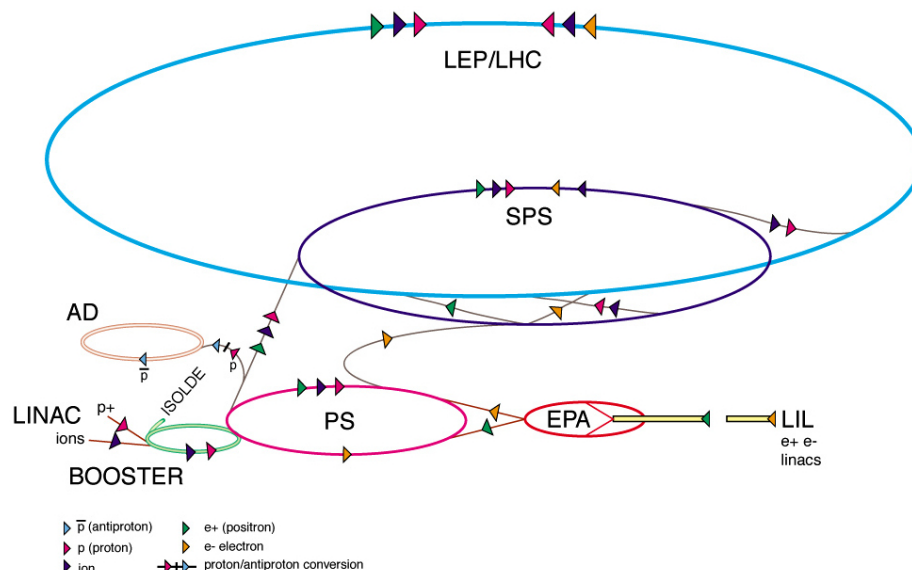 LEP/LHC
SPS
AD
p̅
p
ISOLDE
LINAC
p+
ions
BOOSTER
PS
EPA
LIL
e+ e-
linacs
p̅ (antiproton)
e+ (positron)
p (proton)
e- electron
ion
proton/antiproton conversion